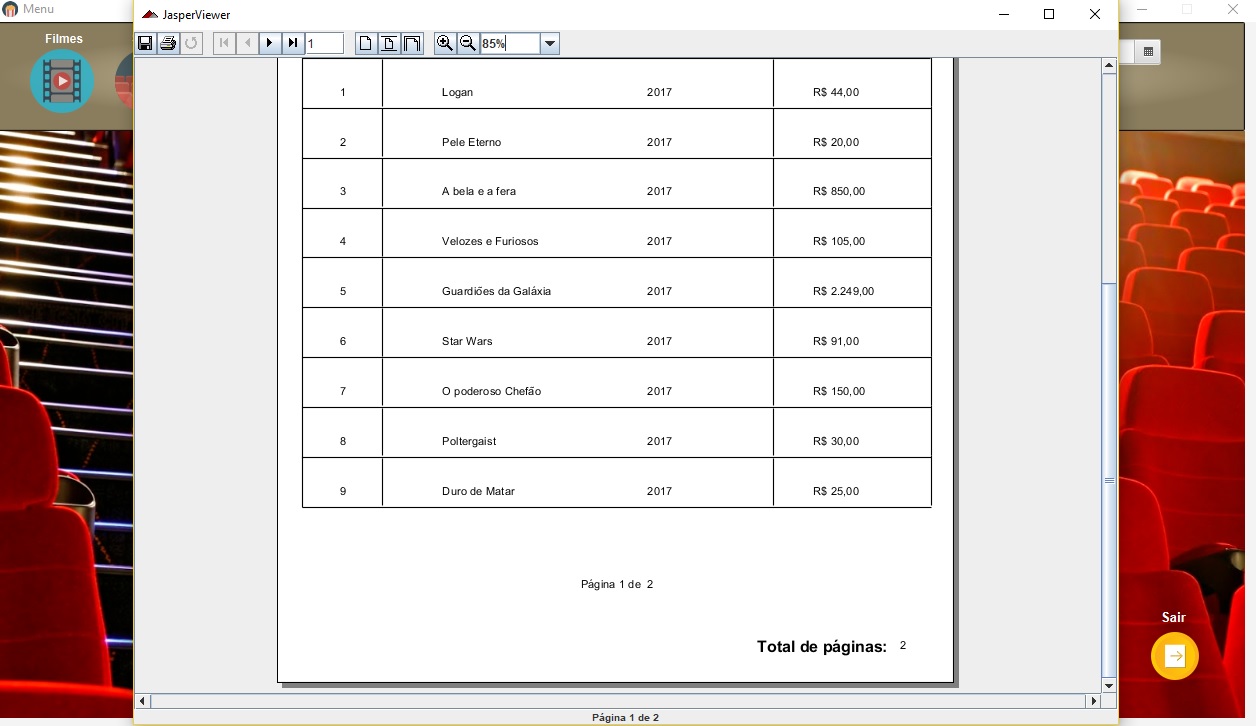 Menu
JasperViewer
Filmes
1
85%
1 Logan 2017 R$ 44,00
2 Pele Eterno 2017 R$ 20,00
3 A bela e a fera 2017 R$ 850,00
4 Velozes e Furiosos 2017 R$ 105,00
5 Guardiões da Galáxia 2017 R$ 2.249,00
6 Star Wars 2017 R$ 91,00
7 O poderoso Chefão 2017 R$ 150,00
8 Poltergaist 2017 R$ 30,00
9 Duro de Matar 2017 R$ 25,00
Página 1 de 2
Sair
Total de páginas: 2
Página 1 de 2